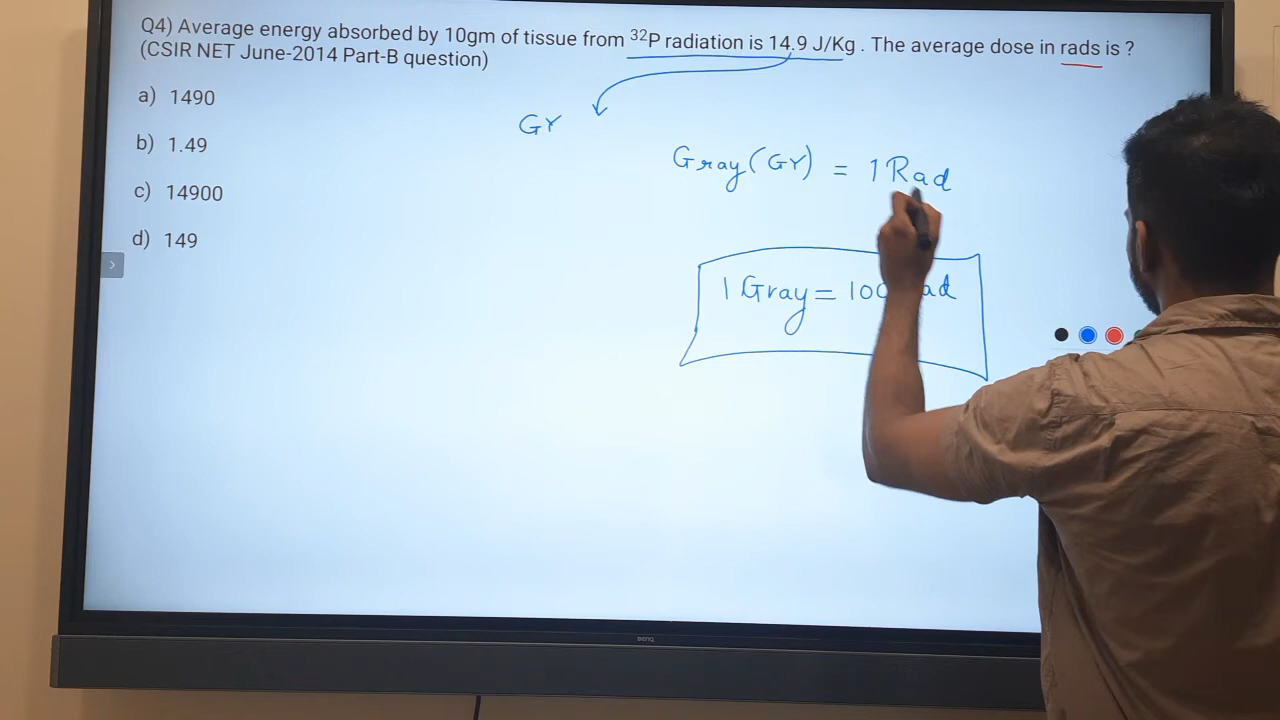 Q4) Average energy absorbed by 10gm of tissue from ³²P radiation is 14.9 J/Kg . The average dose in rads is ?
(CSIR NET June-2014 Part-B question)
a) 1490
b) 1.49
c) 14900
d) 149
GY
Gray(GY) = 1 Rad
1 Gray =
BENQ